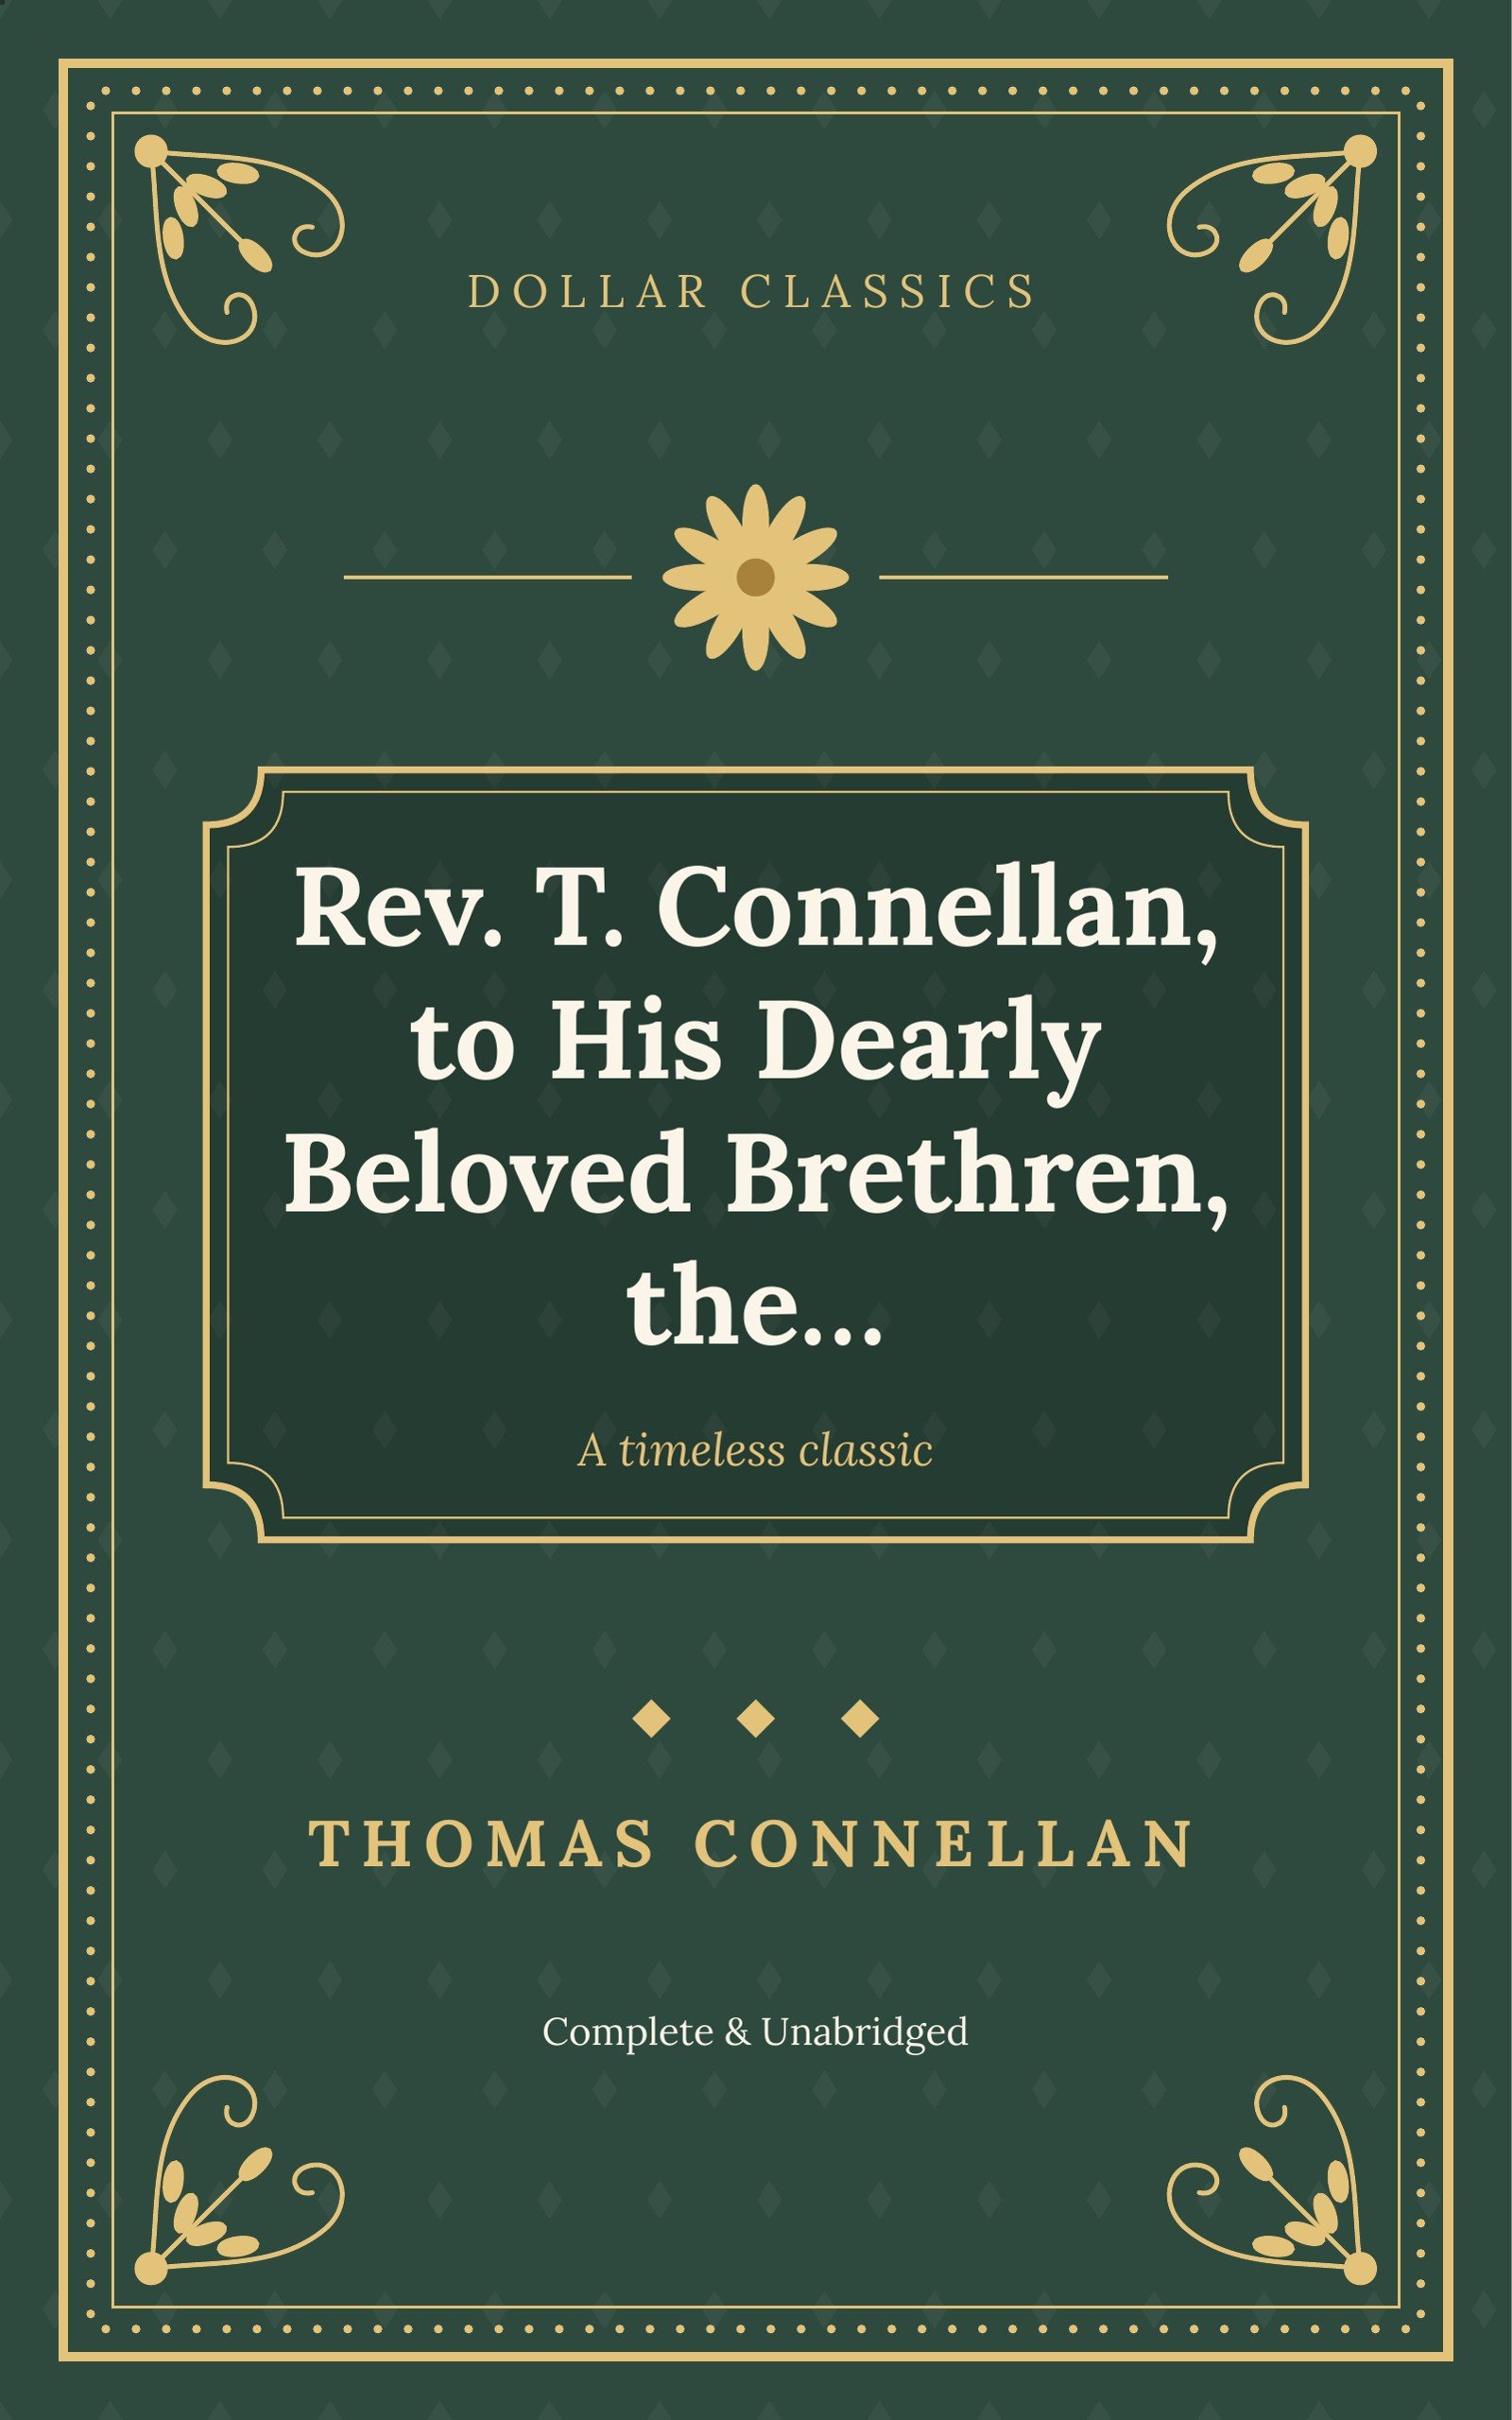 DOLLAR CLASSICS
Rev. T. Connellan,
to His Dearly
Beloved Brethren,
the...
A timeless classic
THOMAS CONNELLAN
Complete & Unabridged